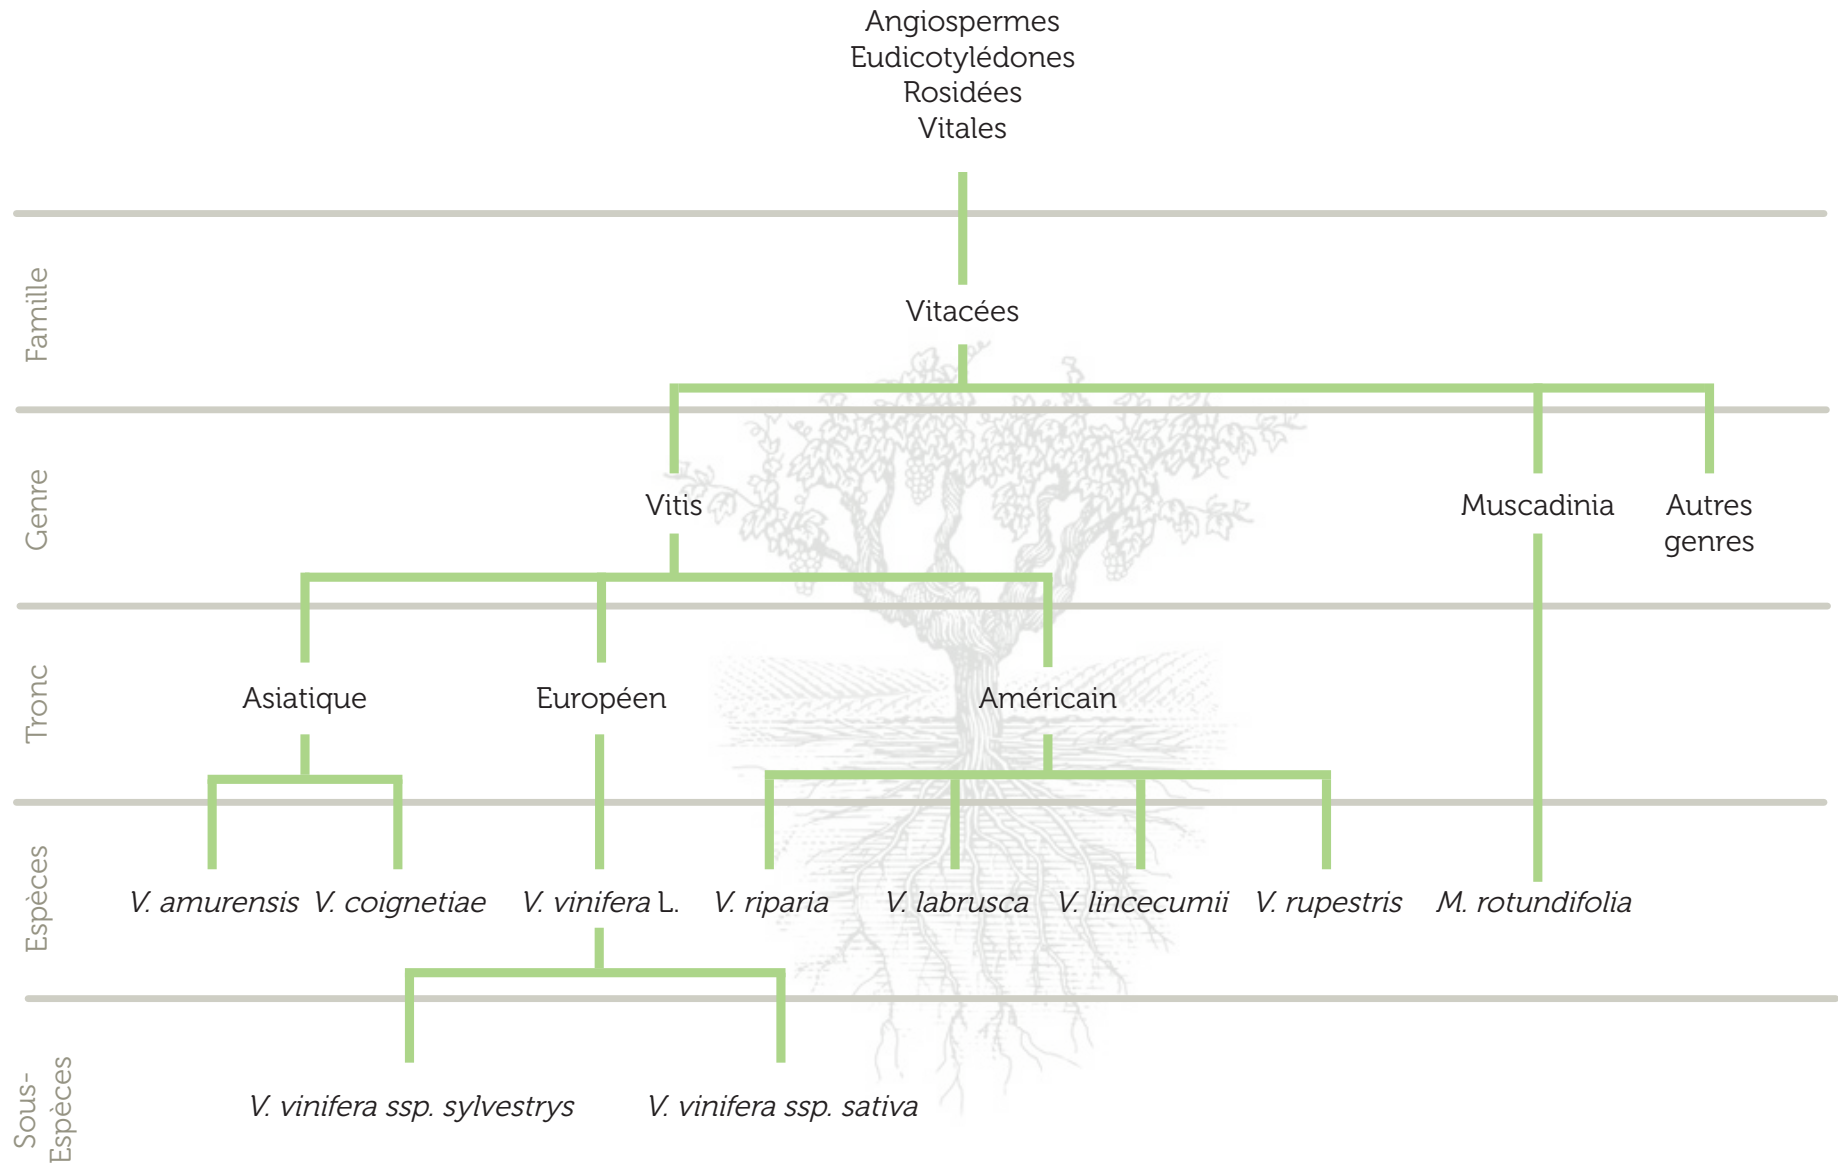 Angiospermes
Eudicotylédones
Rosidées
Vitales
Famille
Vitacées
Genre
Vitis
Muscadinia
Autres
genres
Tronc
Asiatique
Européen
Américain
Espèces
V. amurensis
V. coignetiae
V. vinifera L.
V. riparia
V. labrusca
V. lincecumii
V. rupestris
M. rotundifolia
Sous-
Espèces
V. vinifera ssp. sylvestrys
V. vinifera ssp. sativa